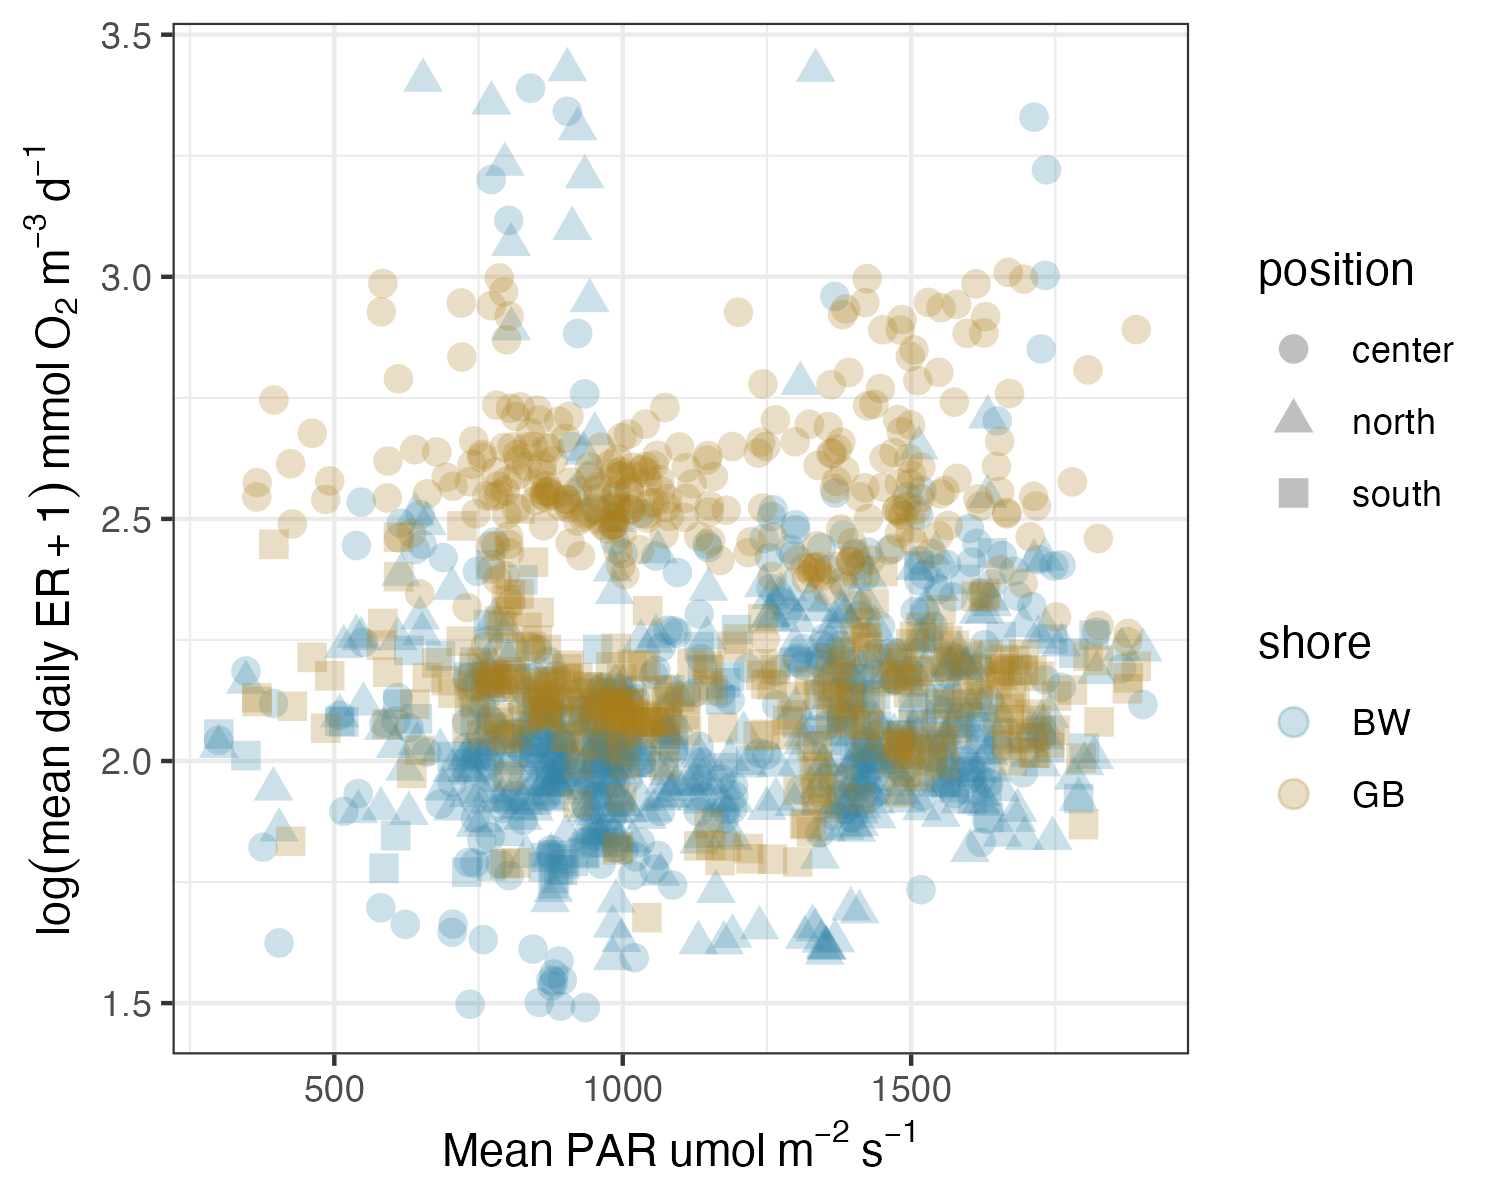 3.5
3.0
2.5
2.0
1.5
log(mean daily ER + 1) mmol O₂ m⁻³ d⁻¹
500 1000 1500
Mean PAR umol m⁻² s⁻¹
position
center
north
south
shore
BW
GB